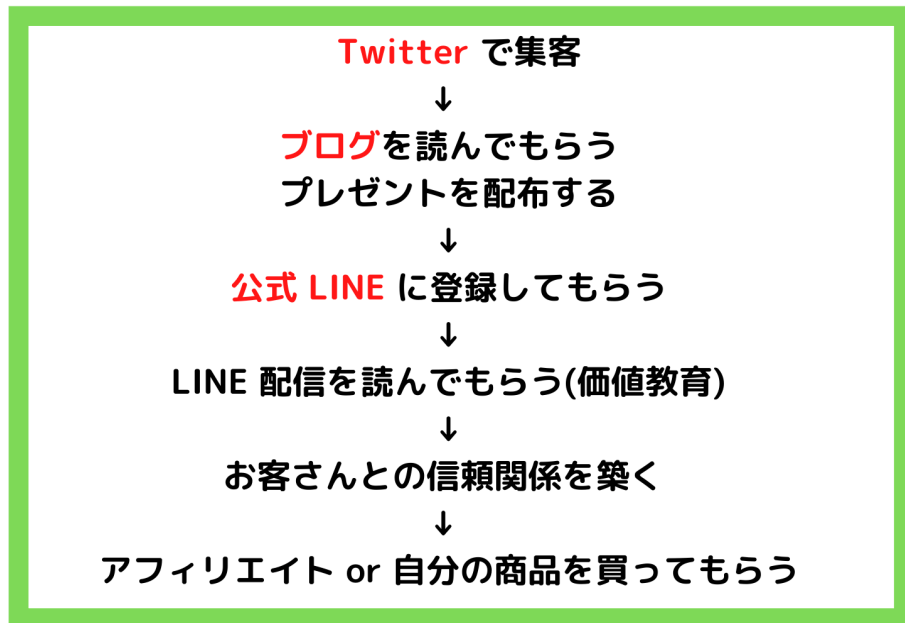 Twitter で集客
↓
ブログを読んでもらう
プレゼントを配布する
↓
公式 LINE に登録してもらう
↓
LINE 配信を読んでもらう(価値教育)
↓
お客さんとの信頼関係を築く
↓
アフィリエイト or 自分の商品を買ってもらう